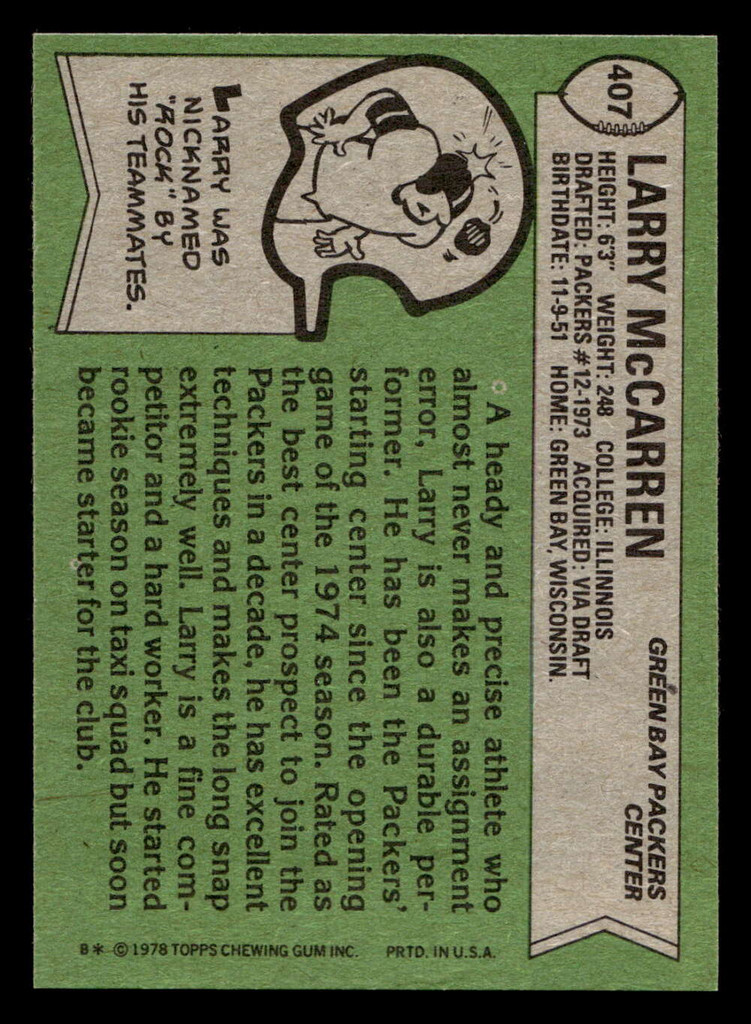 407
LARRY McCARREN
GREEN BAY PACKERS
CENTER
HEIGHT: 6'3" WEIGHT: 248 COLLEGE: ILLINNOIS
DRAFTED: PACKERS #12-1973 ACQUIRED: VIA DRAFT
BIRTHDATE: 11-9-51 HOME: GREEN BAY, WISCONSIN.
LARRY WAS
NICKNAMED
"ROCK" BY
HIS TEAMMATES.
A heady and precise athlete who
almost never makes an assignment
error, Larry is also a durable per-
former. He has been the Packers'
starting center since the opening
game of the 1974 season. Rated as
the best center prospect to join the
Packers in a decade, he has excellent
techniques and makes the long snap
extremely well. Larry is a fine com-
petitor and a hard worker. He started
rookie season on taxi squad but soon
became starter for the club.
B* © 1978 TOPPS CHEWING GUM INC. PRTD. IN U.S.A.